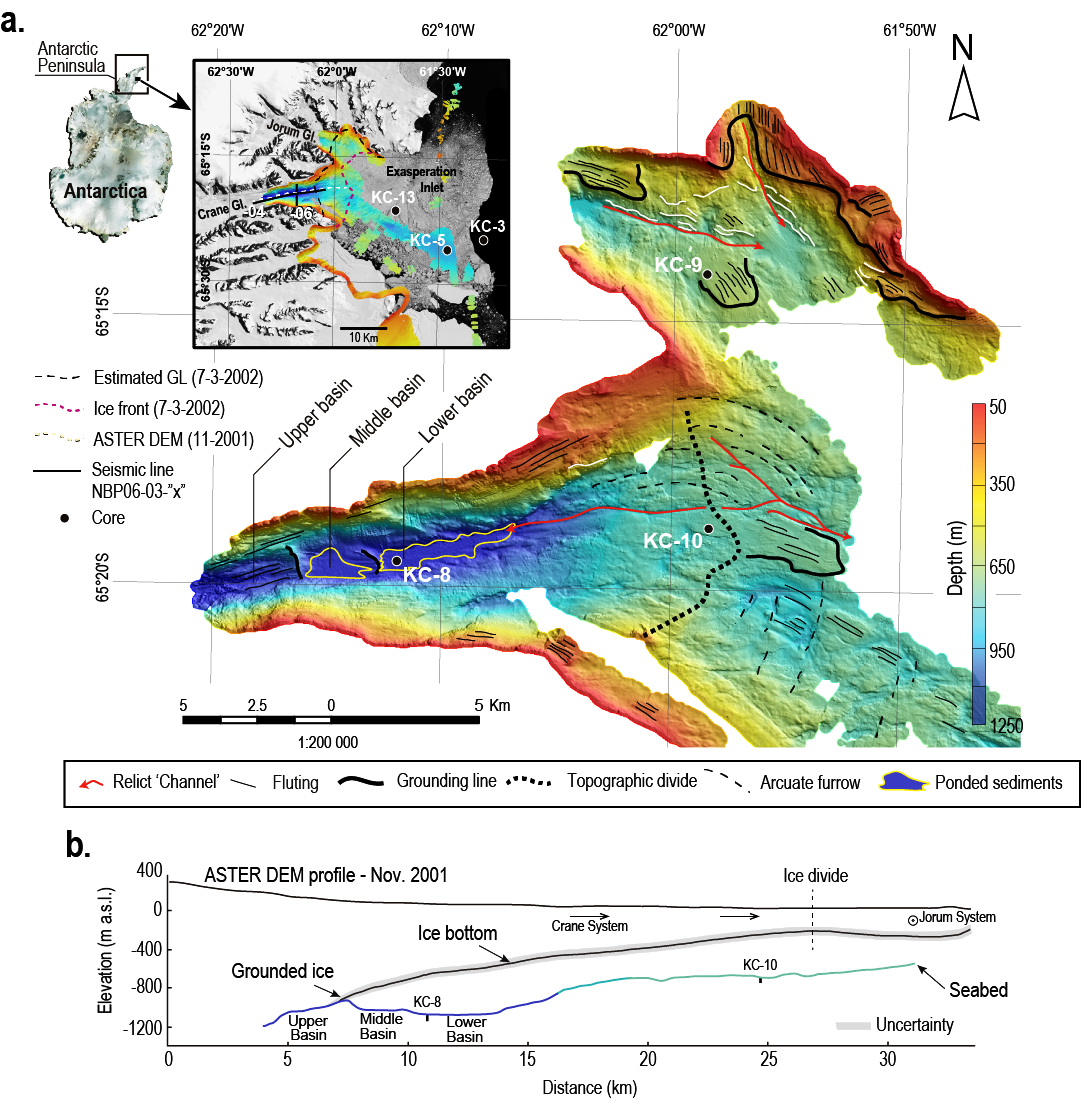 a.
62°20'W
62°10'W
62°00'W
61°50'W
N
Antarctic
Peninsula
Antarctica
62°30'W
62°0'W
61°30'W
65°15'S
65°30'S
Jorum Gl.
Exasperation
Inlet
KC-13
Crane Gl.
-04
-06
KC-3
KC-5
10 Km
KC-9
65°15'S
Estimated GL (7-3-2002)
Ice front (7-3-2002)
ASTER DEM (11-2001)
Seismic line
NBP06-03-"x"
Core
Upper basin
Middle basin
Lower basin
50
350
650
950
1250
Depth (m)
KC-10
KC-8
65°20'S
5
2.5
0
5 Km
1:200 000
Relict 'Channel'
Fluting
Grounding line
Topographic divide
Arcuate furrow
Ponded sediments
b.
400
0
-400
-800
-1200
Elevation (m a.s.l.)
ASTER DEM profile - Nov. 2001
Ice divide
Crane System
Jorum System
Ice bottom
Grounded ice
KC-10
KC-8
Seabed
Upper
Basin
Middle
Basin
Lower
Basin
Uncertainty
0
5
10
15
20
25
30
Distance (km)